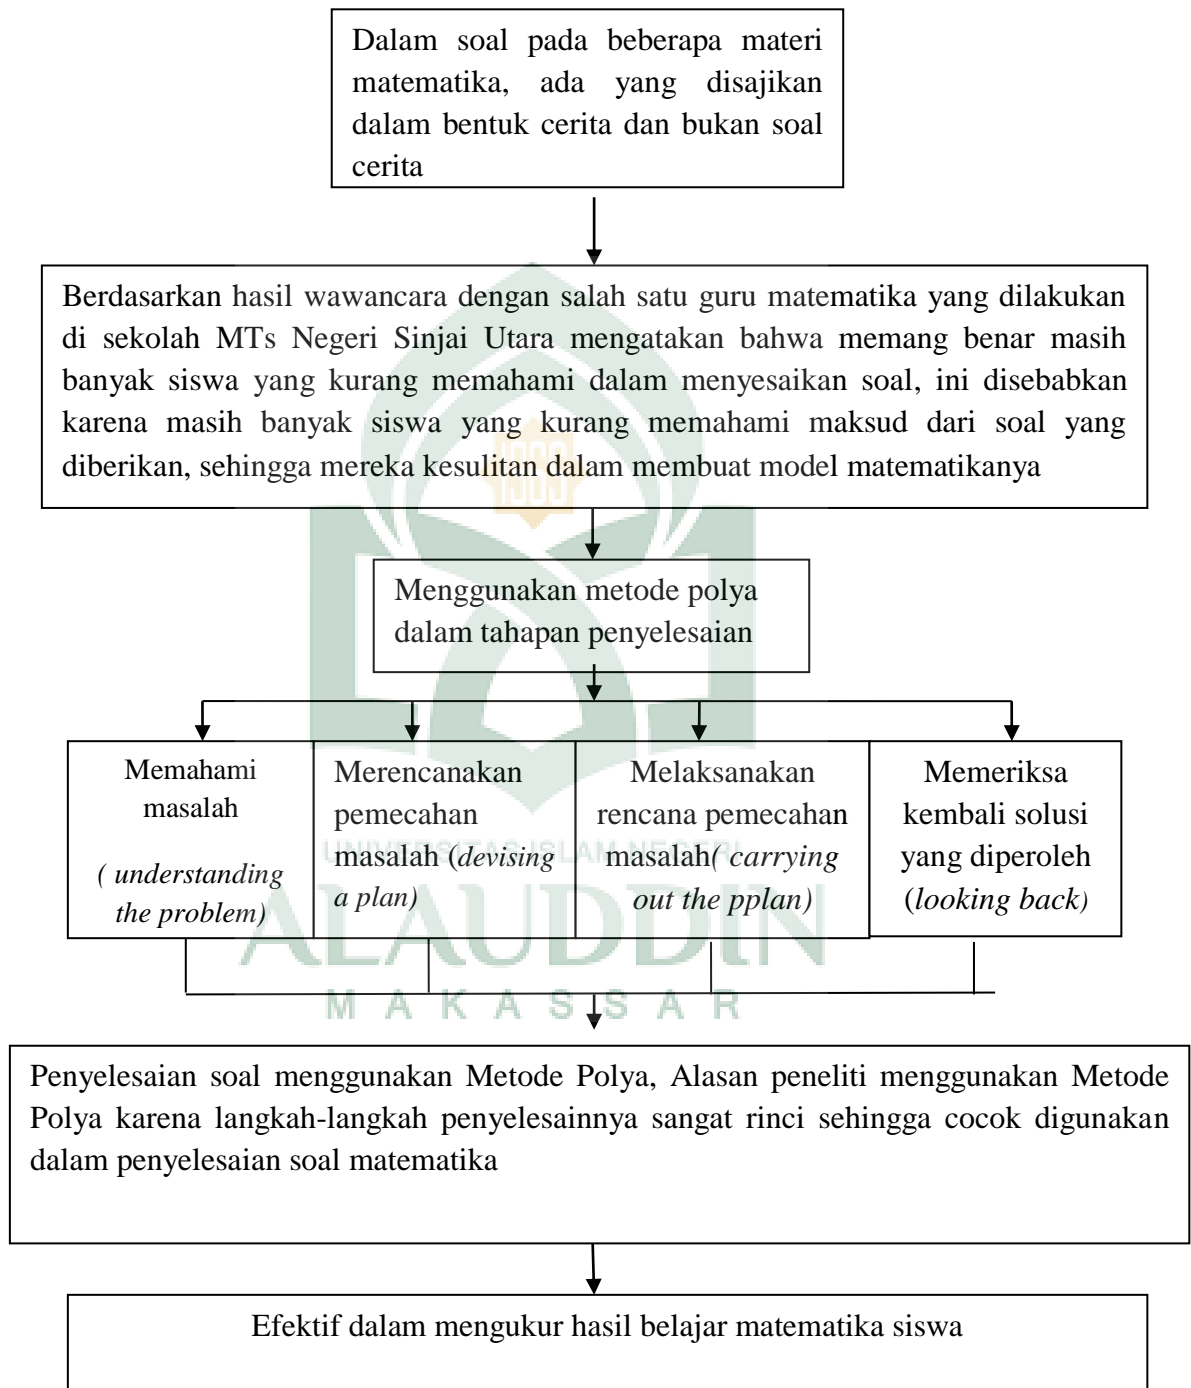 Dalam soal pada beberapa materi
matematika, ada yang disajikan
dalam bentuk cerita dan bukan soal
cerita
Berdasarkan hasil wawancara dengan salah satu guru matematika yang dilakukan
di sekolah MTs Negeri Sinjai Utara mengatakan bahwa memang benar masih
banyak siswa yang kurang memahami dalam menyesaikan soal, ini disebabkan
karena masih banyak siswa yang kurang memahami maksud dari soal yang
diberikan, sehingga mereka kesulitan dalam membuat model matematikanya
1965
Menggunakan metode polya
dalam tahapan penyelesaian
Memahami
masalah
( understanding
the problem)
Merencanakan
pemecahan
masalah (devising
a plan)
Melaksanakan
rencana pemecahan
masalah( carrying
out the pplan)
Memeriksa
kembali solusi
yang diperoleh
(looking back)
UNIVERSITAS ISLAM NEGERI
ALAUDDIN
MAKASSAR
Penyelesaian soal menggunakan Metode Polya, Alasan peneliti menggunakan Metode
Polya karena langkah-langkah penyelesainnya sangat rinci sehingga cocok digunakan
dalam penyelesaian soal matematika
Efektif dalam mengukur hasil belajar matematika siswa